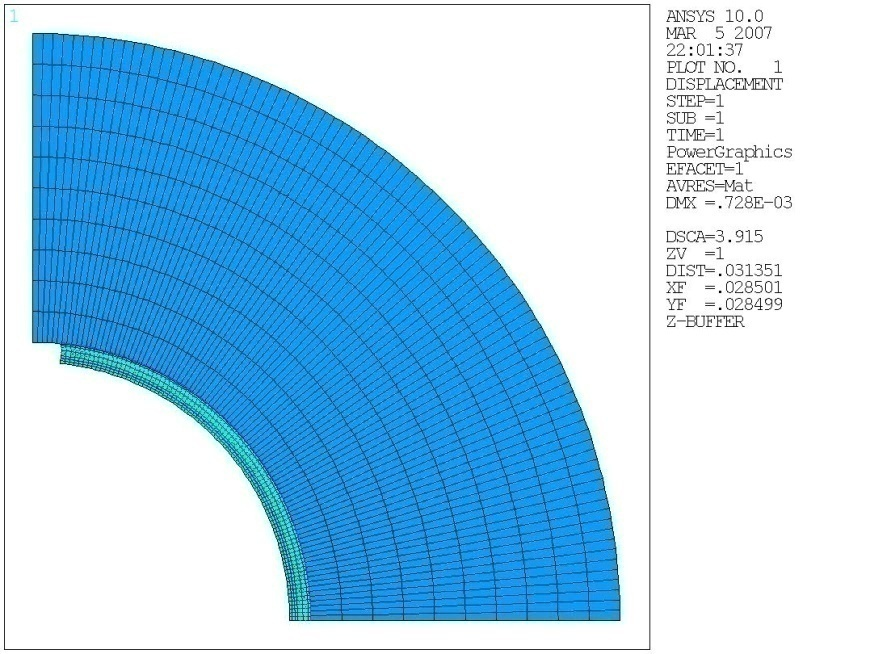 1
ANSYS 10.0
MAR  5 2007
22:01:37
PLOT NO.   1
DISPLACEMENT
STEP=1
SUB =1
TIME=1
PowerGraphics
EFACET=1
AVRES=Mat
DMX =.728E-03
DSCA=3.915
ZV  =1
DIST=.031351
XF  =.028501
YF  =.028499
Z-BUFFER